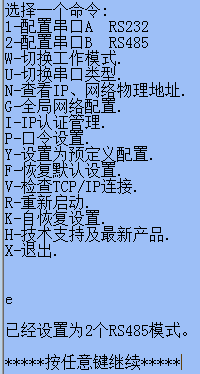 选择一个命令:
1-配置串口A  RS232
2-配置串口B  RS485
W-切换工作模式.
U-切换串口类型.
N-查看IP、网络物理地址.
G-全局网络配置.
I-IP认证管理.
P-口令设置.
Y-设置为预定义配置.
F-恢复默认设置.
V-检查TCP/IP连接.
R-重新启动.
K-自恢复设置.
H-技术支持及最新产品.
X-退出.
e
已经设置为2个RS485模式。
*****按任意键继续*****